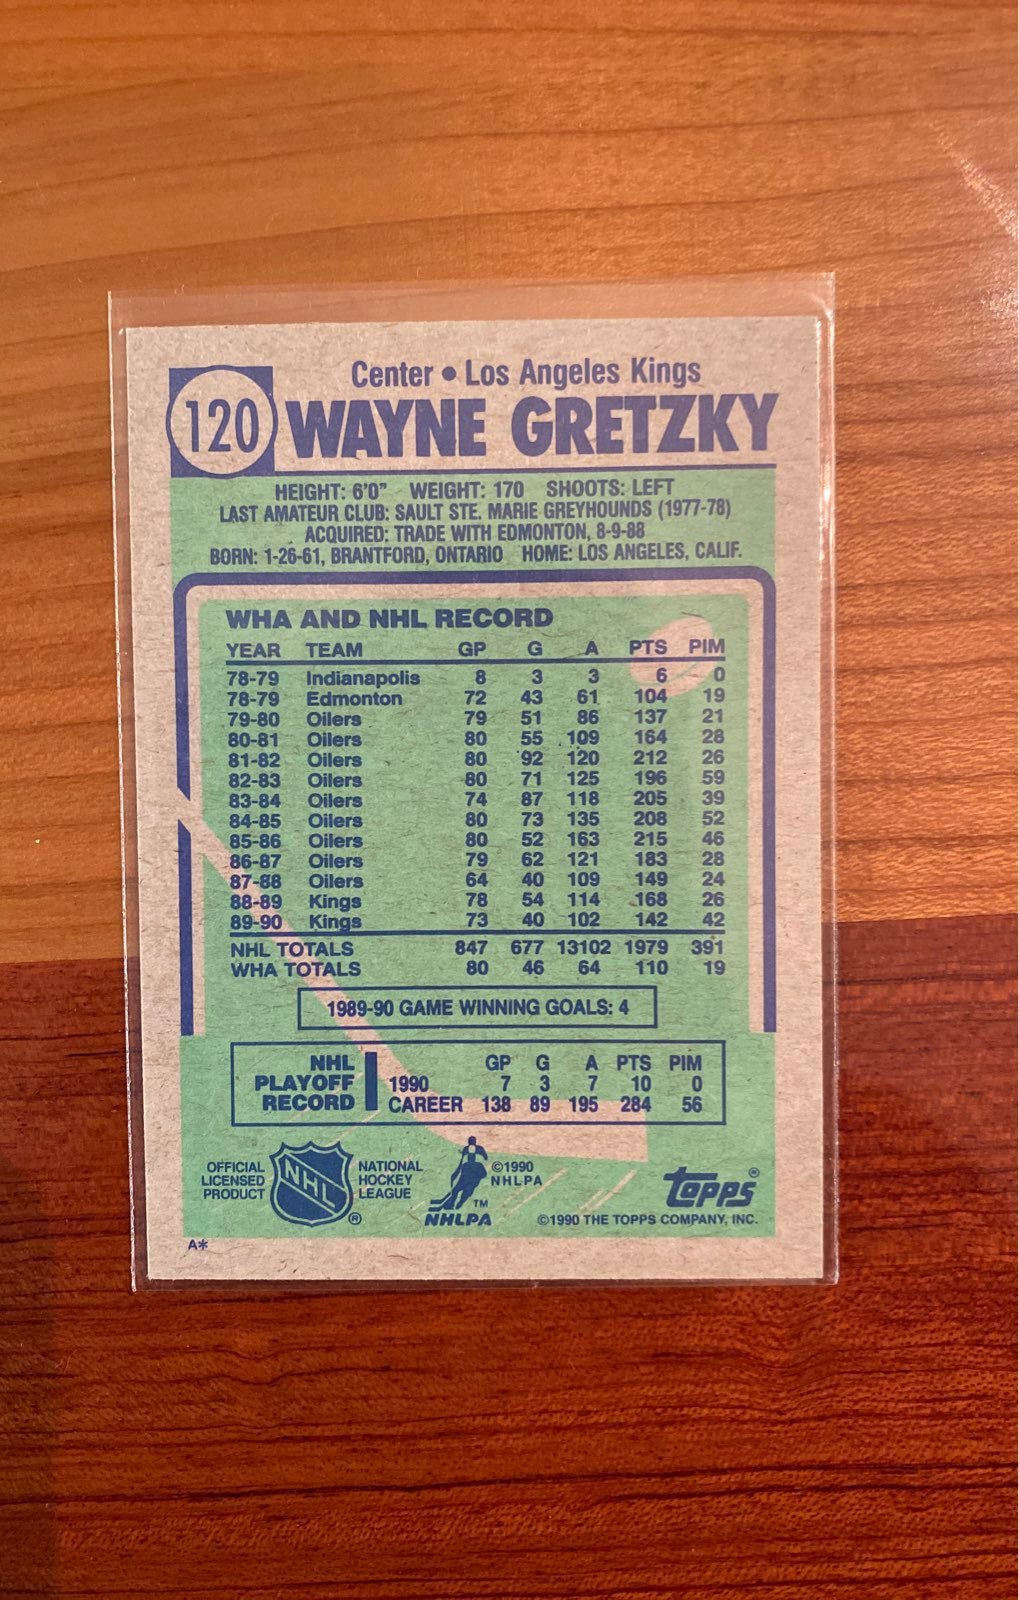 Center • Los Angeles Kings
120 WAYNE GRETZKY
HEIGHT: 6'0" WEIGHT: 170 SHOOTS: LEFT
LAST AMATEUR CLUB: SAULT STE. MARIE GREYHOUNDS (1977-78)
ACQUIRED: TRADE WITH EDMONTON, 8-9-88
BORN: 1-26-61, BRANTFORD, ONTARIO HOME: LOS ANGELES, CALIF.
WHA AND NHL RECORD
YEAR TEAM GP G A PTS PIM
78-79 Indianapolis 8 3 3 6 0
78-79 Edmonton 72 43 61 104 19
79-80 Oilers 79 51 86 137 21
80-81 Oilers 80 55 109 164 28
81-82 Oilers 80 92 120 212 26
82-83 Oilers 80 71 125 196 59
83-84 Oilers 74 87 118 205 39
84-85 Oilers 80 73 135 208 52
85-86 Oilers 80 52 163 215 46
86-87 Oilers 79 62 121 183 28
87-88 Oilers 64 40 109 149 24
88-89 Kings 78 54 114 168 26
89-90 Kings 73 40 102 142 42
NHL TOTALS 847 677 13102 1979 391
WHA TOTALS 80 46 64 110 19
1989-90 GAME WINNING GOALS: 4
NHL PLAYOFF RECORD
GP G A PTS PIM
1990 7 3 7 10 0
CAREER 138 89 195 284 56
OFFICIAL
LICENSED
PRODUCT
NHL
®
NATIONAL
HOCKEY
LEAGUE
TM
NHLPA
©1990
NHLPA
topps®
©1990 THE TOPPS COMPANY, INC.
A*